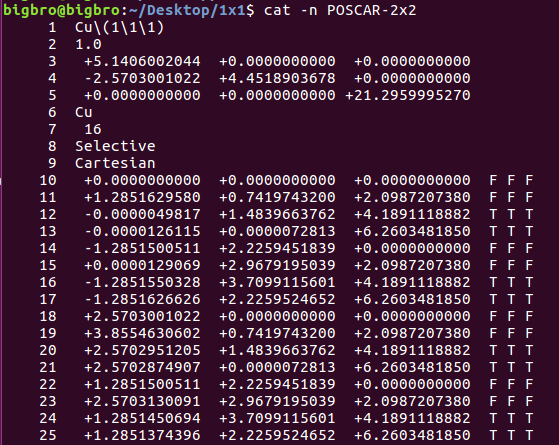 bigbro@bigbro:~/Desktop/1x1$ cat -n POSCAR-2x2
1 Cu\(1\1\1)
2 1.0
3 +5.1406002044 +0.0000000000 +0.0000000000
4 -2.5703001022 +4.4518903678 +0.0000000000
5 +0.0000000000 +0.0000000000 +21.2959995270
6 Cu
7 16
8 Selective
9 Cartesian
10 +0.0000000000 +0.0000000000 +0.0000000000 F F F
11 +1.2851629580 +0.7419743200 +2.0987207380 F F F
12 -0.0000049817 +1.4839663762 +4.1891118882 T T T
13 -0.0000126115 +0.0000072813 +6.2603481850 T T T
14 -1.2851500511 +2.2259451839 +0.0000000000 F F F
15 +0.0000129069 +2.9679195039 +2.0987207380 F F F
16 -1.2851550328 +3.7099115601 +4.1891118882 T T T
17 -1.2851626626 +2.2259524652 +6.2603481850 T T T
18 +2.5703001022 +0.0000000000 +0.0000000000 F F F
19 +3.8554630602 +0.7419743200 +2.0987207380 F F F
20 +2.5702951205 +1.4839663762 +4.1891118882 T T T
21 +2.5702874907 +0.0000072813 +6.2603481850 T T T
22 +1.2851500511 +2.2259451839 +0.0000000000 F F F
23 +2.5703130091 +2.9679195039 +2.0987207380 F F F
24 +1.2851450694 +3.7099115601 +4.1891118882 T T T
25 +1.2851374396 +2.2259524652 +6.2603481850 T T T